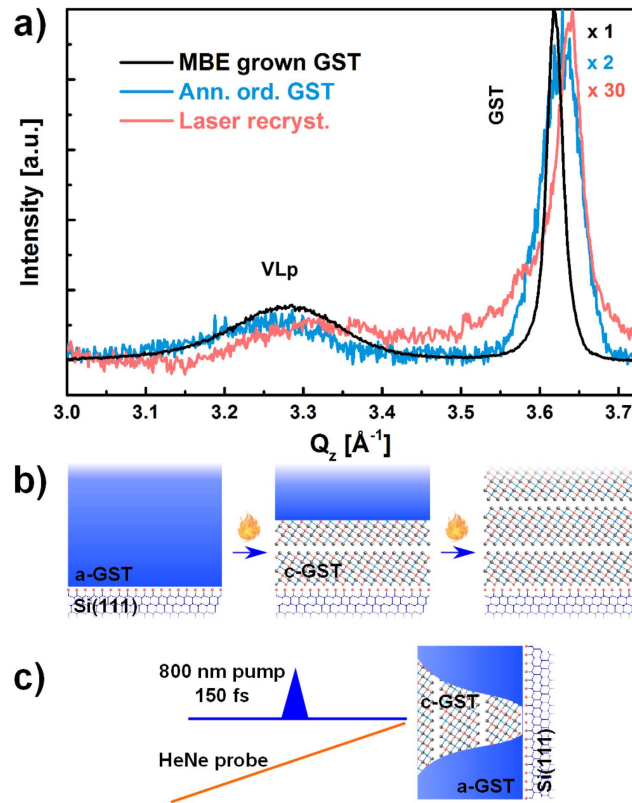 a)
MBE grown GST
Ann. ord. GST
Laser recryst.
x 1
x 2
x 30
GST
VLp
Intensity [a.u.]
3.0 3.1 3.2 3.3 3.4 3.5 3.6 3.7
Qz [Å-1]
b)
a-GST
Si(111)
c-GST
c)
800 nm pump
150 fs
HeNe probe
c-GST
a-GST
Si(111)